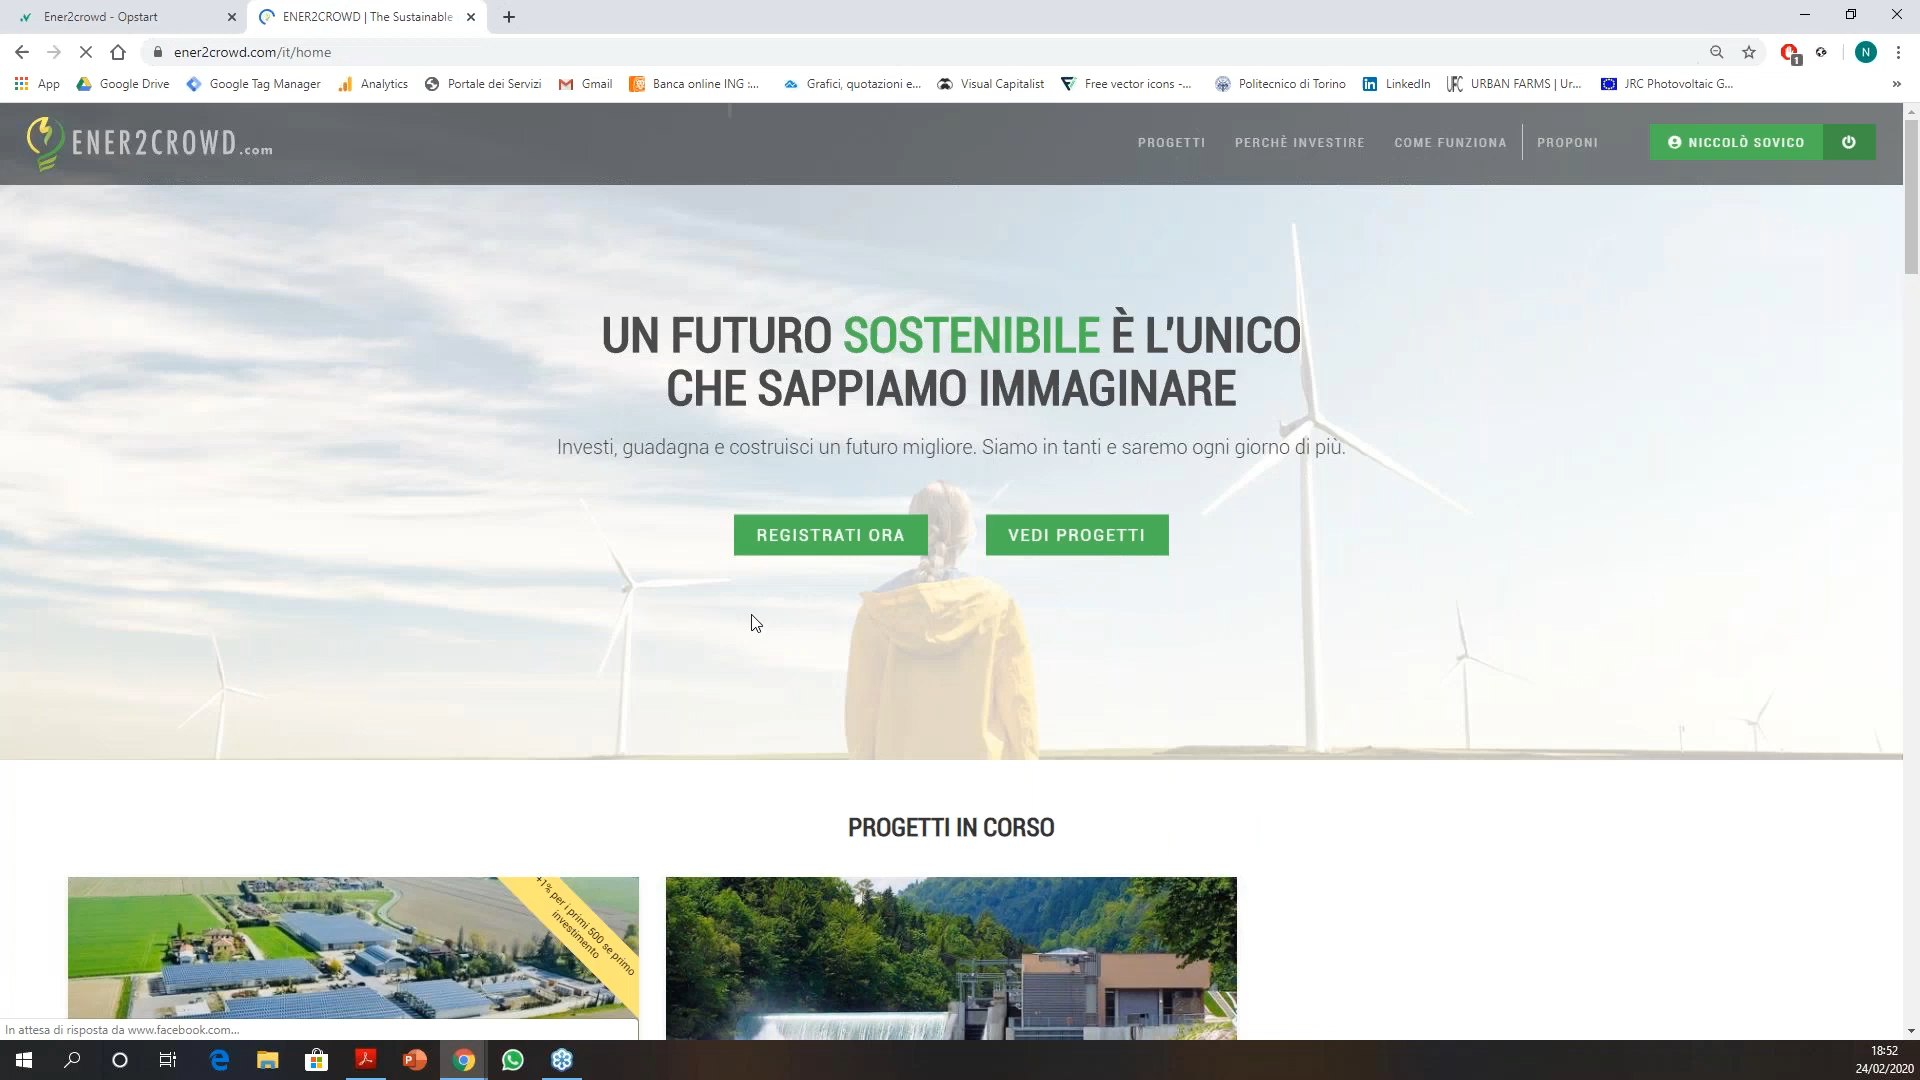 Ener2crowd - Opstart
ENER2CROWD | The Sustainable
ener2crowd.com/it/home
1
N
App
Google Drive
Google Tag Manager
Analytics
Portale dei Servizi
Gmail
Banca online ING :...
Grafici, quotazioni e...
Visual Capitalist
Free vector icons -...
Politecnico di Torino
LinkedIn
UFC
URBAN FARMS | Ur...
JRC Photovoltaic G...
»
ENER2CROWD.com
PROGETTI
PERCHÈ INVESTIRE
COME FUNZIONA
PROPONI
NICCOLÒ SOVICO
UN FUTURO SOSTENIBILE È L'UNICO
CHE SAPPIAMO IMMAGINARE
Investi, guadagna e costruisci un futuro migliore. Siamo in tanti e saremo ogni giorno di più.
REGISTRATI ORA
VEDI PROGETTI
PROGETTI IN CORSO
+1% per i primi 500 se primo
investimento
In attesa di risposta da www.facebook.com...
18:52
24/02/2020